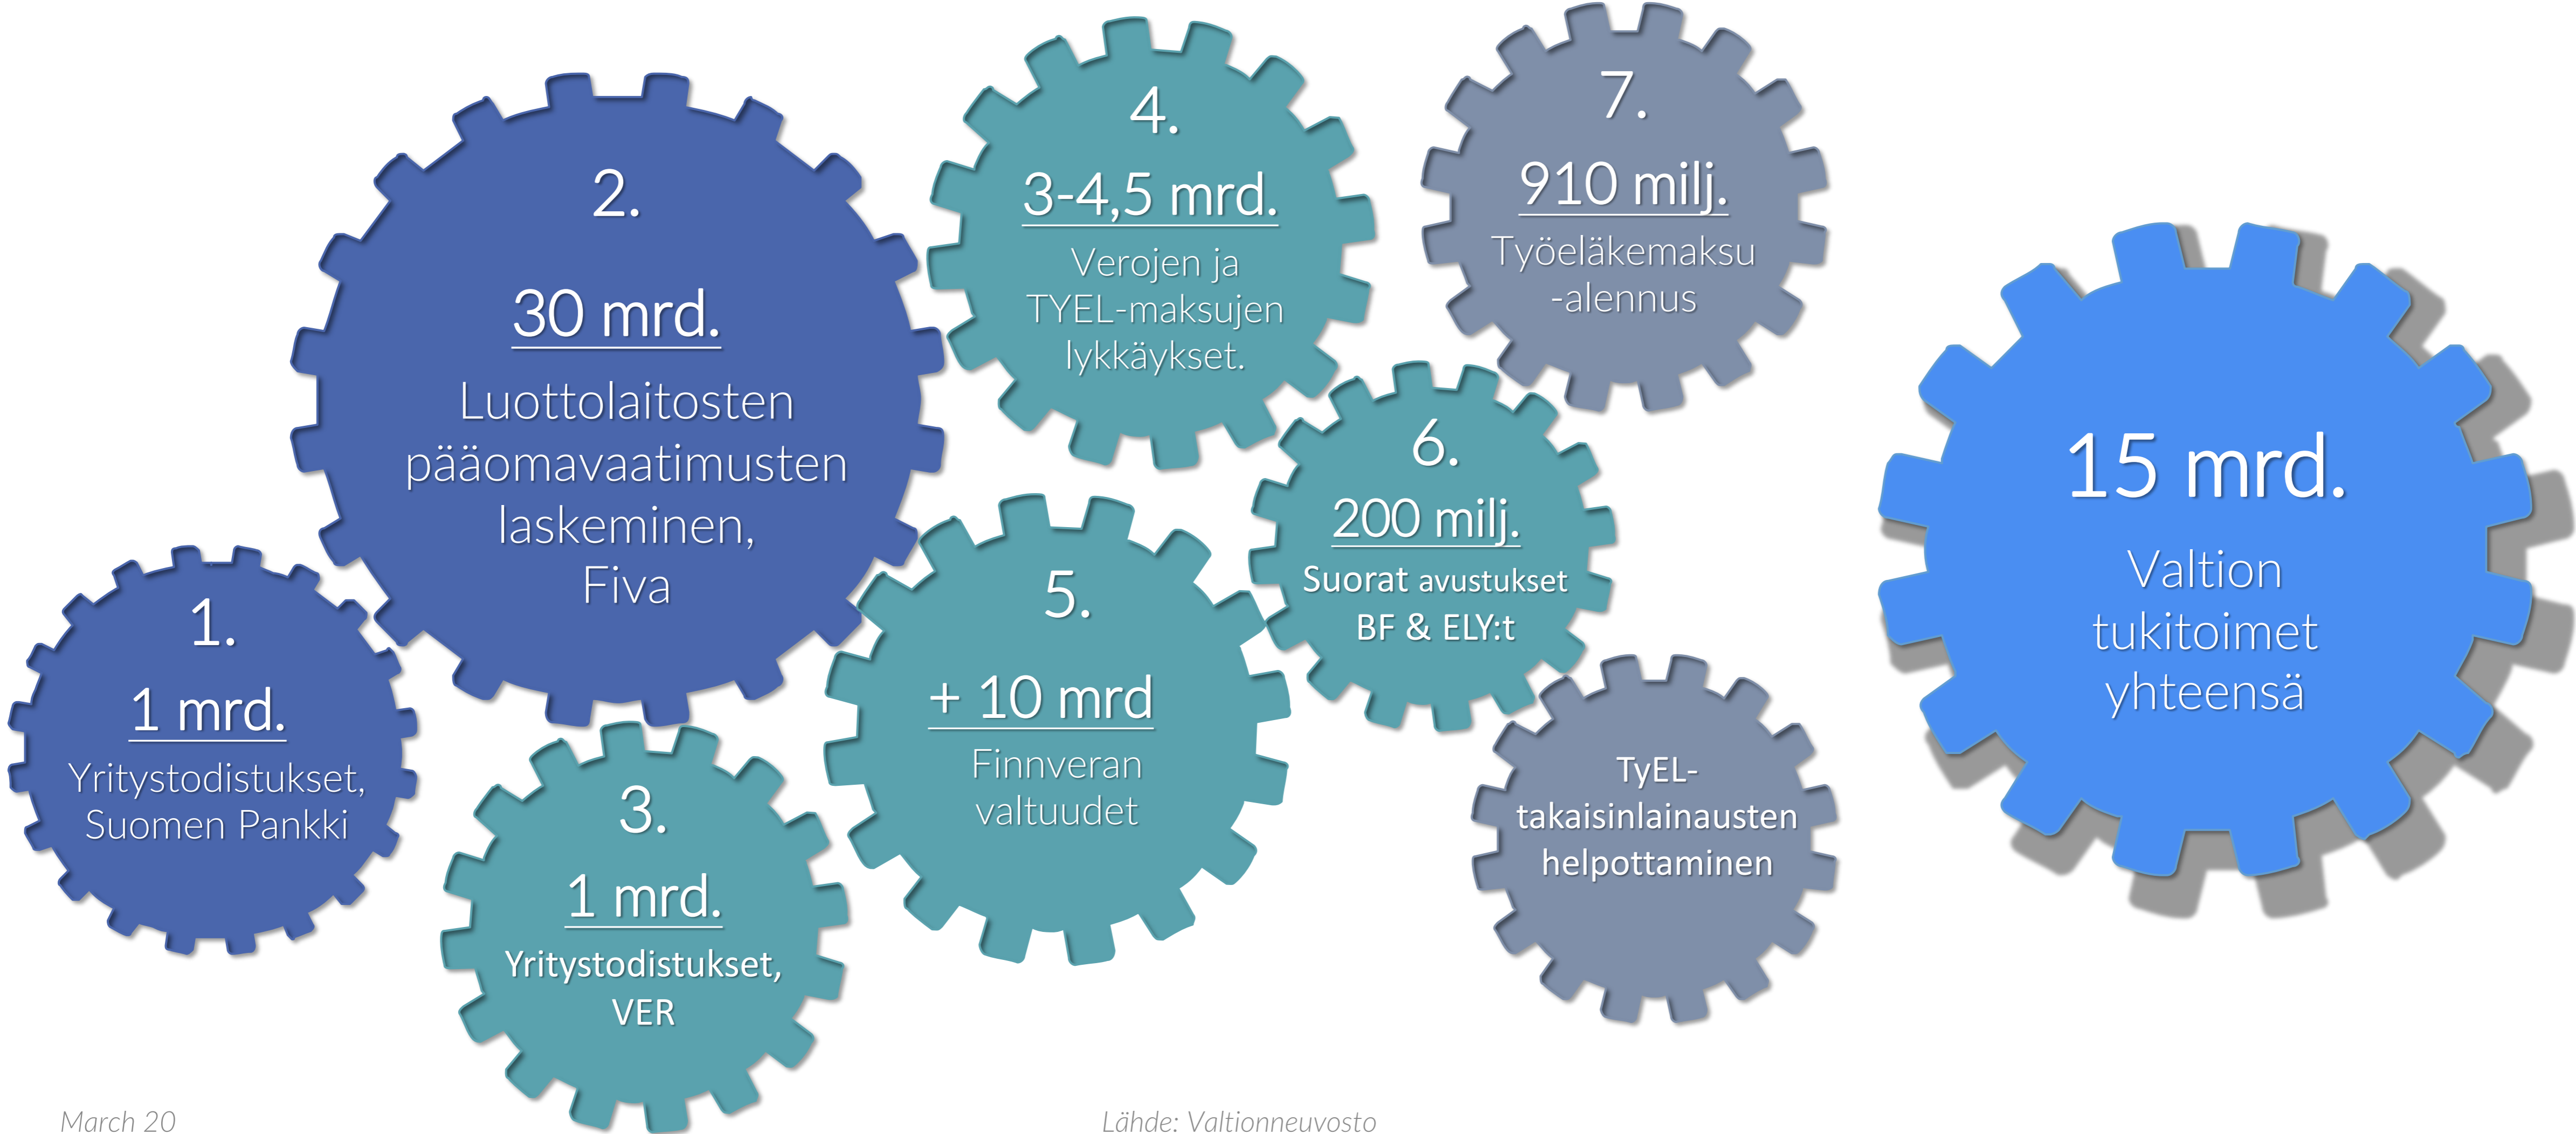 1.
1 mrd.
Yritystodistukset,
Suomen Pankki
2.
30 mrd.
Luottolaitosten
pääomavaatimusten
laskeminen,
Fiva
3.
1 mrd.
Yritystodistukset,
VER
4.
3-4,5 mrd.
Verojen ja
TYEL-maksujen
lykkäykset.
5.
+ 10 mrd
Finnveran
valtuudet
6.
200 milj.
Suorat avustukset
BF & ELY:t
7.
910 milj.
Työeläkemaksu
-alennus
TyEL-
takaisinlainausten
helpottaminen
15 mrd.
Valtion
tukitoimet
yhteensä
March 20
Lähde: Valtionneuvosto